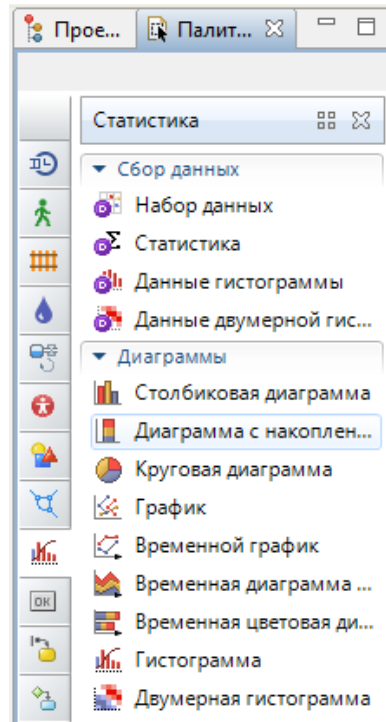 Прое... Палит...
Статистика
Сбор данных
Набор данных
Статистика
Данные гистограммы
Данные двумерной гис...
Диаграммы
Столбиковая диаграмма
Диаграмма с накоплен...
Круговая диаграмма
График
Временной график
Временная диаграмма ...
Временная цветовая ди...
Гистограмма
OK
Двумерная гистограмма